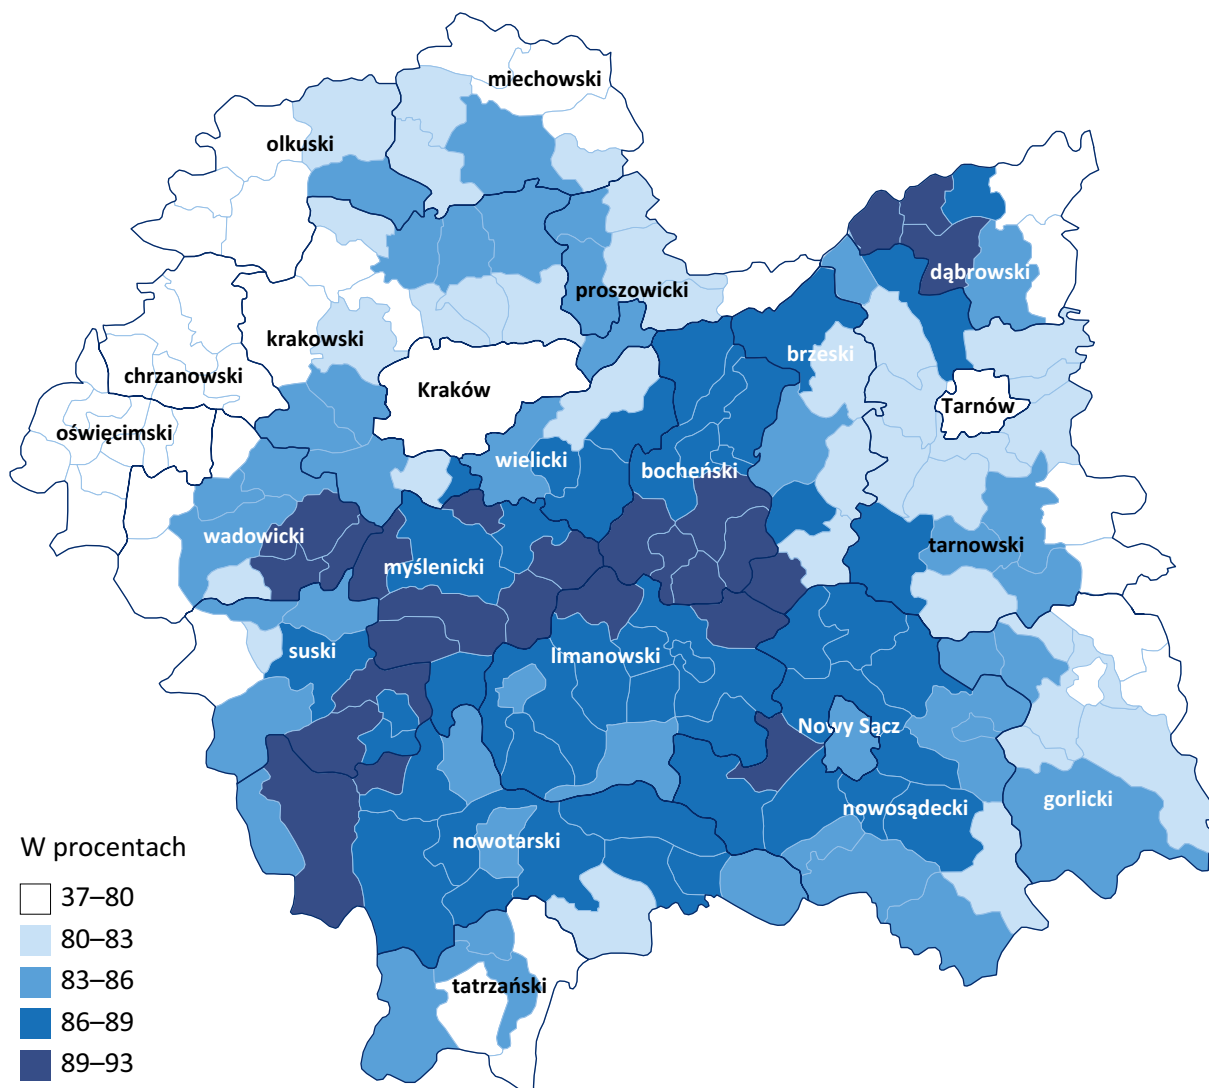 miechowski
olkuski
dąbrowski
proszowicki
krakowski
brzeski
chrzanowski
Kraków
Tarnów
oświęcimski
wielicki
bocheński
wadowicki
tarnowski
myślenicki
suski
limanowski
Nowy Sącz
gorlicki
nowosądecki
nowotarski
tatrzański
W procentach
37–80
80–83
83–86
86–89
89–93